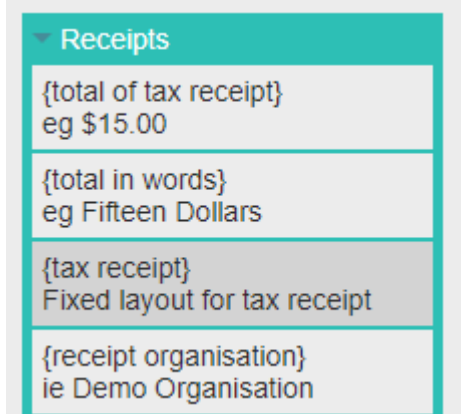 Receipts
{total of tax receipt}
eg $15.00
{total in words}
eg Fifteen Dollars
{tax receipt}
Fixed layout for tax receipt
{receipt organisation}
ie Demo Organisation